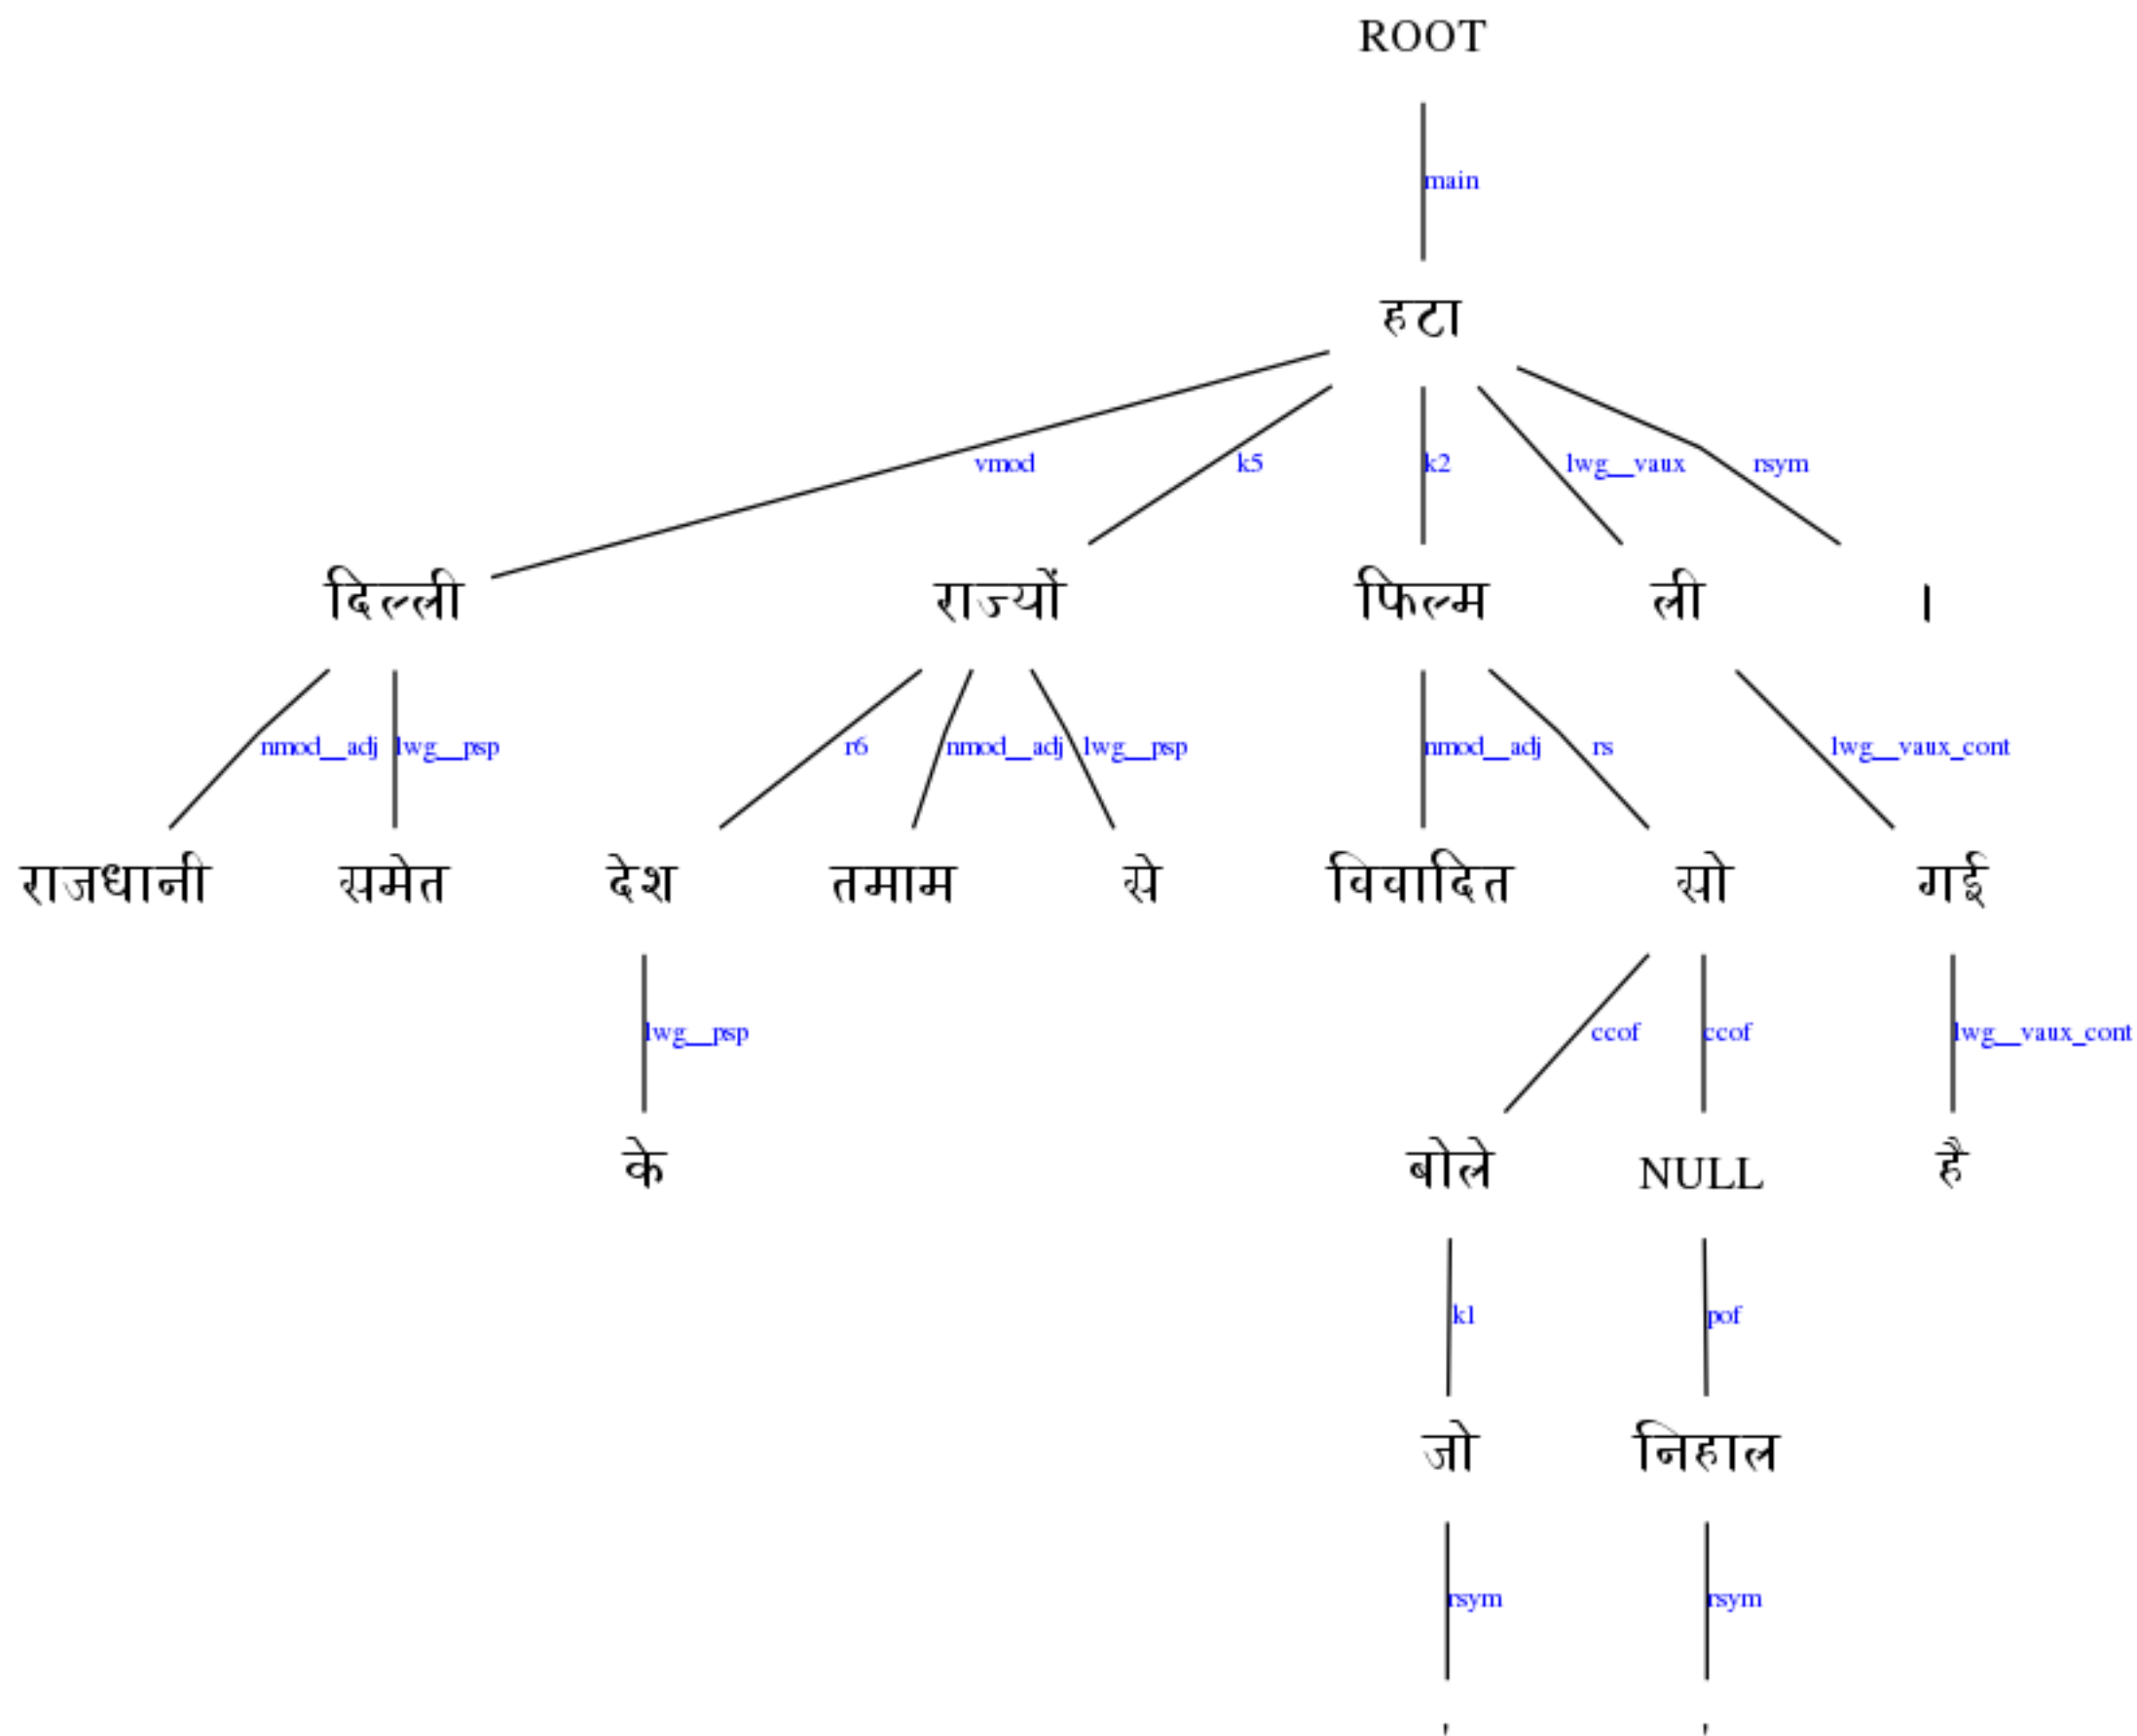 ROOT
main
हटा
vmod k5 k2 lwg__vaux rsym
दिल्ली राज्यों फिल्म ली ।
nmod__adj lwg__psp r6 nmod__adj lwg__psp nmod__adj rs lwg__vaux_cont
राजधानी समेत देश तमाम से विवादित सो गई
lwg__psp ccof ccof lwg__vaux_cont
के बोले NULL है
k1 pof
जो निहाल
rsym rsym
' '